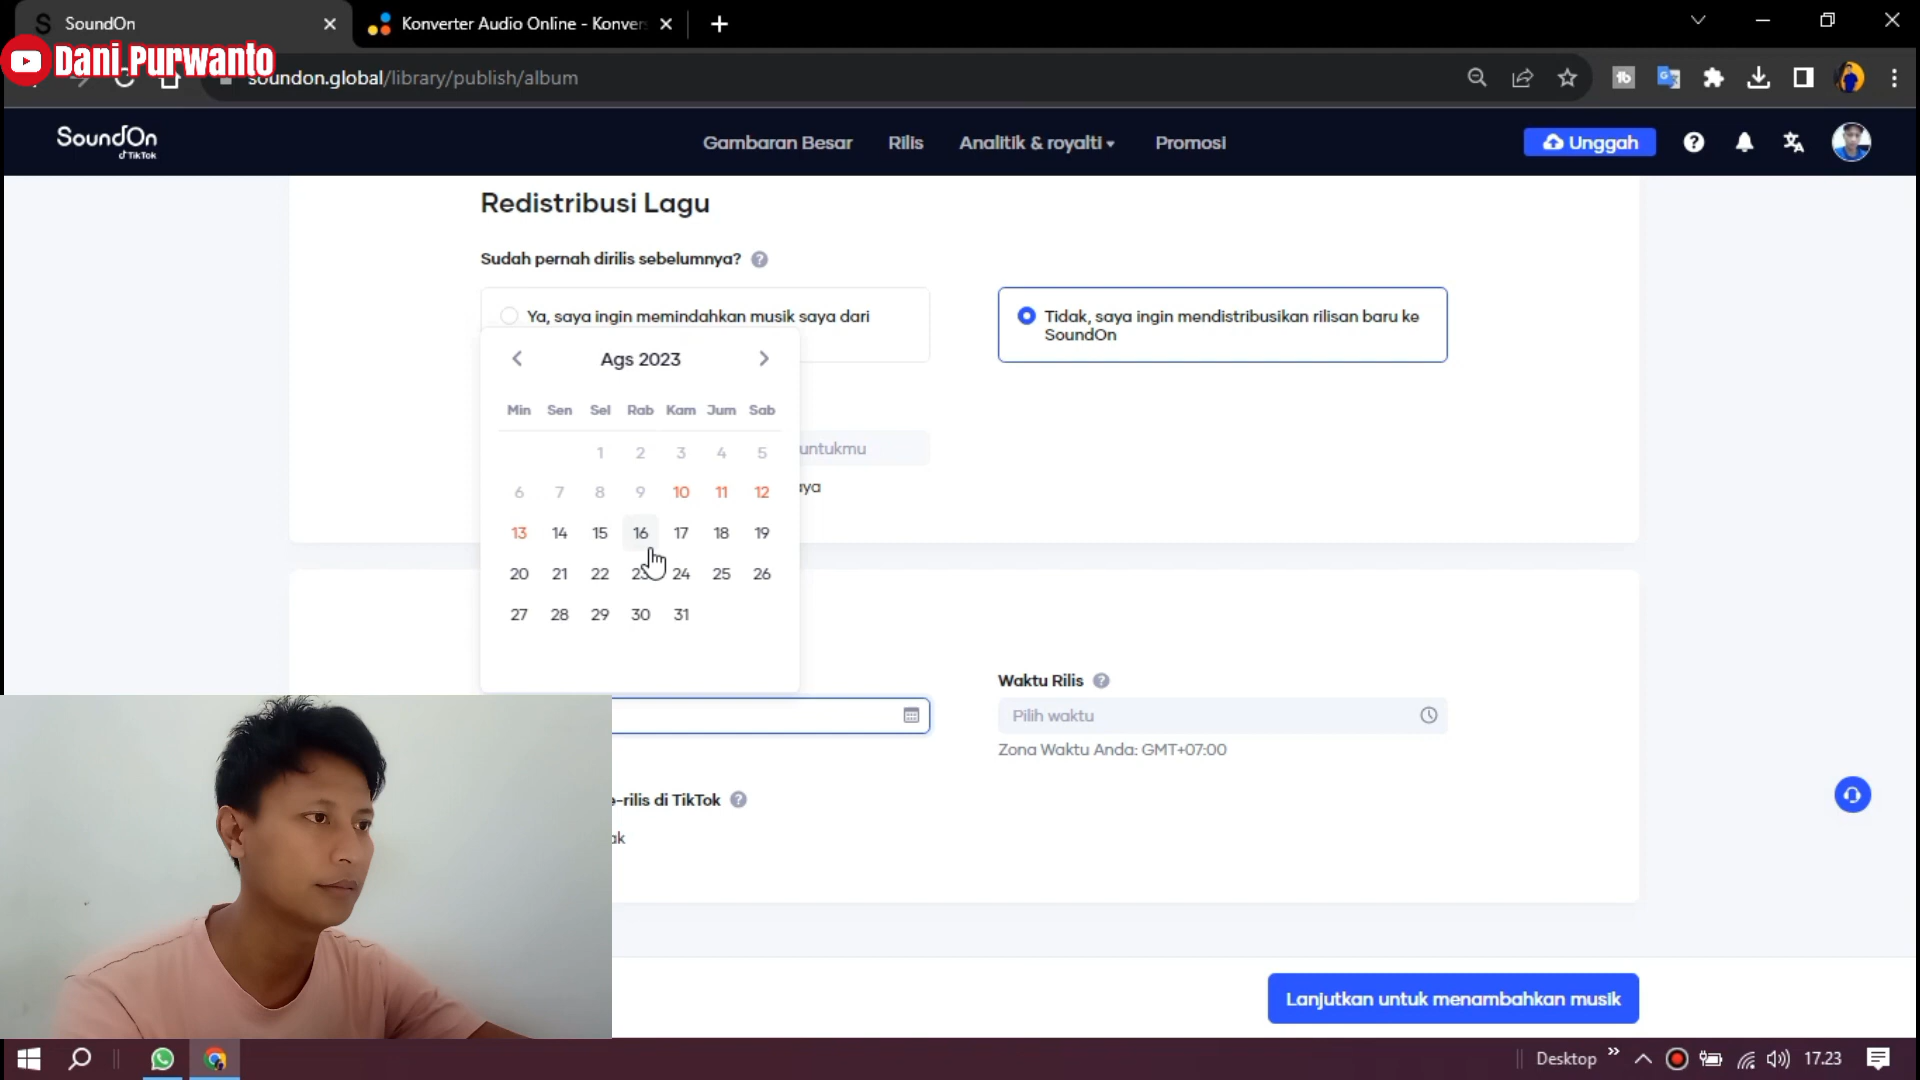 SoundOn
Konverter Audio Online - Konver
Dani Purwanto
soundon.global/library/publish/album
SoundOn
TikTok
Gambaran Besar
Rilis
Analitik & royalti
Promosi
Unggah
Redistribusi Lagu
Sudah pernah dirilis sebelumnya?
Ya, saya ingin memindahkan musik saya dari
Tidak, saya ingin mendistribusikan rilisan baru ke
SoundOn
Ags 2023
Min Sen Sel Rab Kam Jum Sab
1 2 3 4 5
6 7 8 9 10 11 12
13 14 15 16 17 18 19
20 21 22 23 24 25 26
27 28 29 30 31
untukmu
Waktu Rilis
Pilih waktu
Zona Waktu Anda: GMT+07:00
e-rilis di TikTok
Lanjutkan untuk menambahkan musik
Desktop
17.23